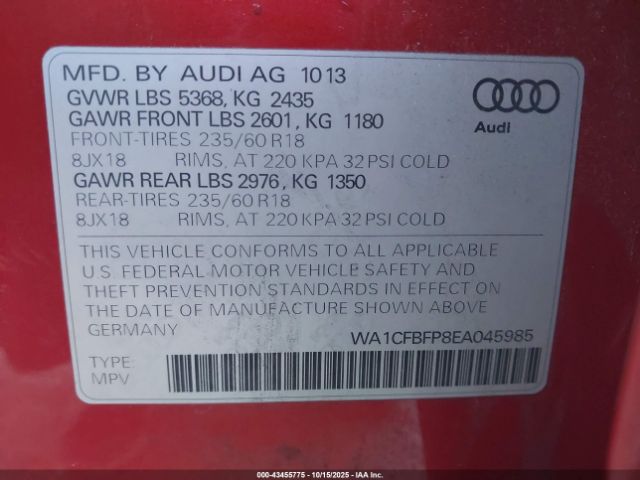 MFD. BY AUDI AG 1013
GVWR LBS 5368, KG 2435
GAWR FRONT LBS 2601, KG 1180
FRONT-TIRES 235/60 R18
8JX18 RIMS, AT 220 KPA 32 PSI COLD
GAWR REAR LBS 2976, KG 1350
REAR-TIRES 235/60 R18
8JX18 RIMS, AT 220 KPA 32 PSI COLD
Audi
THIS VEHICLE CONFORMS TO ALL APPLICABLE
U.S. FEDERAL MOTOR VEHICLE SAFETY AND
THEFT PREVENTION STANDARDS IN EFFECT ON
THE DATE OF MANUFACTURE SHOWN ABOVE
GERMANY
WA1CFBFP8EA045985
TYPE:
MPV
000-43455775 - 10/15/2025 - IAA Inc.